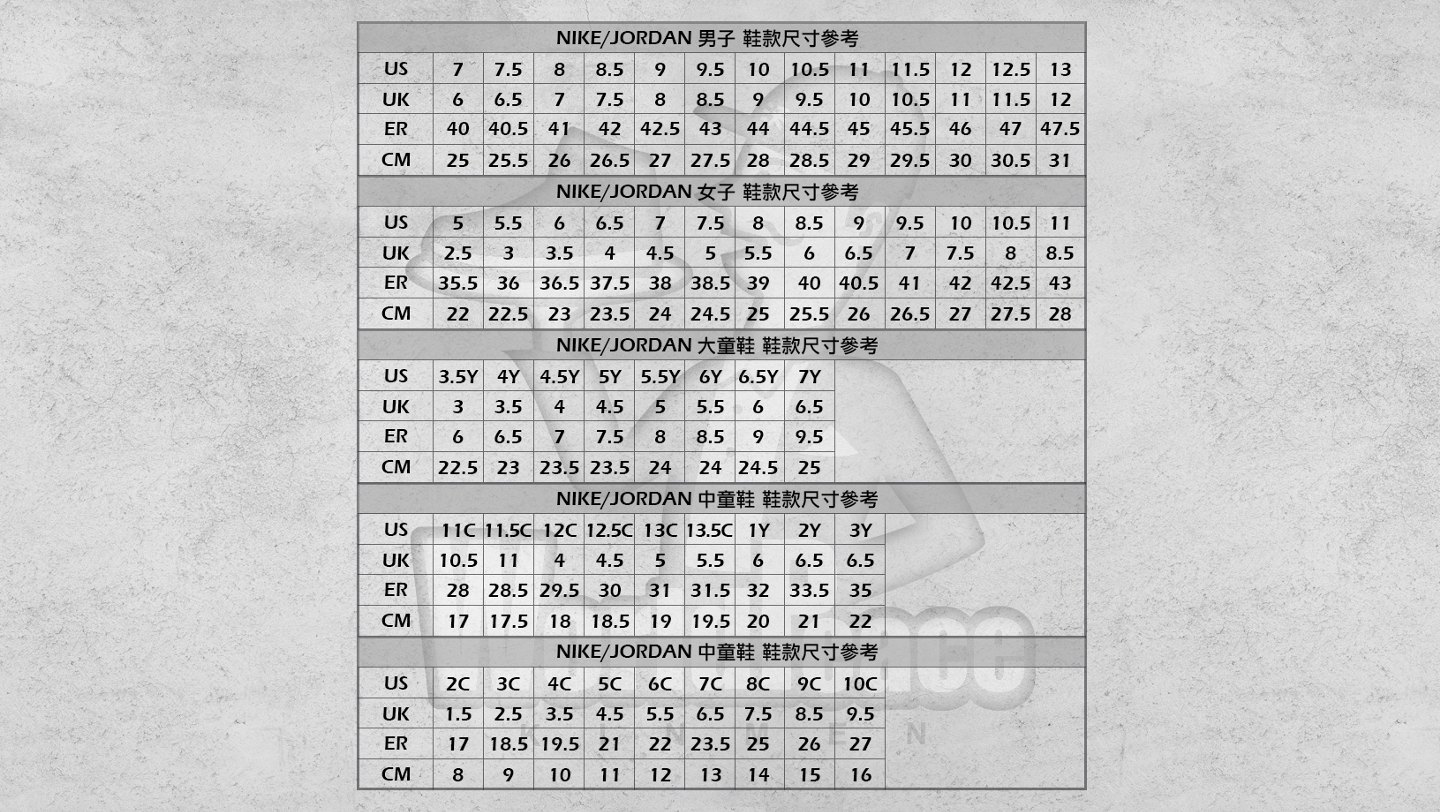 NIKE/JORDAN 男子 鞋款尺寸參考
US 7 7.5 8 8.5 9 9.5 10 10.5 11 11.5 12 12.5 13
UK 6 6.5 7 7.5 8 8.5 9 9.5 10 10.5 11 11.5 12
ER 40 40.5 41 42 42.5 43 44 44.5 45 45.5 46 47 47.5
CM 25 25.5 26 26.5 27 27.5 28 28.5 29 29.5 30 30.5 31
NIKE/JORDAN 女子 鞋款尺寸參考
US 5 5.5 6 6.5 7 7.5 8 8.5 9 9.5 10 10.5 11
UK 2.5 3 3.5 4 4.5 5 5.5 6 6.5 7 7.5 8 8.5
ER 35.5 36 36.5 37.5 38 38.5 39 40 40.5 41 42 42.5 43
CM 22 22.5 23 23.5 24 24.5 25 25.5 26 26.5 27 27.5 28
NIKE/JORDAN 大童鞋 鞋款尺寸參考
US 3.5Y 4Y 4.5Y 5Y 5.5Y 6Y 6.5Y 7Y
UK 3 3.5 4 4.5 5 5.5 6 6.5
ER 6 6.5 7 7.5 8 8.5 9 9.5
CM 22.5 23 23.5 23.5 24 24 24.5 25
NIKE/JORDAN 中童鞋 鞋款尺寸參考
US 11C 11.5C 12C 12.5C 13C 13.5C 1Y 2Y 3Y
UK 10.5 11 4 4.5 5 5.5 6 6.5 6.5
ER 28 28.5 29.5 30 31 31.5 32 33.5 35
CM 17 17.5 18 18.5 19 19.5 20 21 22
NIKE/JORDAN 中童鞋 鞋款尺寸參考
US 2C 3C 4C 5C 6C 7C 8C 9C 10C
UK 1.5 2.5 3.5 4.5 5.5 6.5 7.5 8.5 9.5
KINMEN
ER 17 18.5 19.5 21 22 23.5 25 26 27
CM 8 9 10 11 12 13 14 15 16